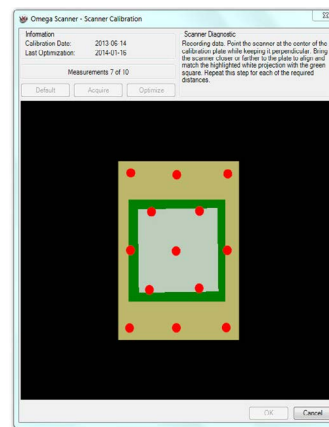 Omega Scanner - Scanner Calibration
Information
Calibration Date: 2013-06-14
Last Optimization: 2014-01-16
Measurements 7 of 10
Default Acquire Optimize
Scanner Diagnostic
Recording data. Point the scanner at the center of the
calibration plate while keeping it perpendicular. Bring
the scanner closer or farther to the plate to align and
match the highlighted white projection with the green
square. Repeat this step for each of the required
distances.
OK Cancel